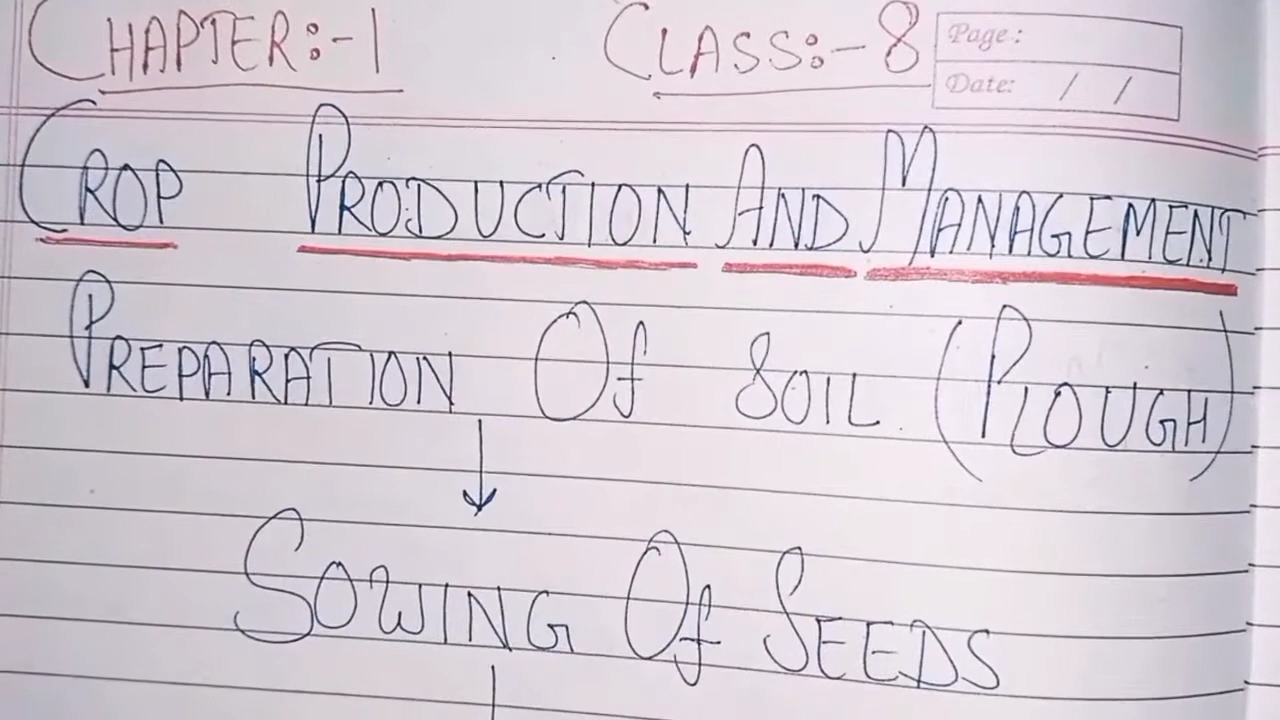 CHAPTER:-1 CLASS:-8
Page:
Date: / /
CROP PRODUCTION AND MANAGEMENT
PREPARATION Of SOIL (PLOUGH)
SOWING Of SEEDS